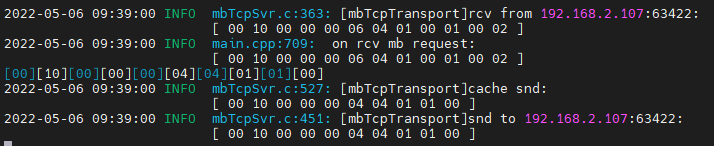 2022-05-06 09:39:00 INFO  mbTcpSvr.c:363: [mbTcpTransport]rcv from 192.168.2.107:63422:
[ 00 10 00 00 00 06 04 01 00 01 00 02 ]
2022-05-06 09:39:00 INFO  main.cpp:709:  on rcv mb request:
[ 00 10 00 00 00 06 04 01 00 01 00 02 ]
[00][10][00][00][00][04][04][01][01][00]
2022-05-06 09:39:00 INFO  mbTcpSvr.c:527: [mbTcpTransport]cache snd:
[ 00 10 00 00 00 04 04 01 01 00 ]
2022-05-06 09:39:00 INFO  mbTcpSvr.c:451: [mbTcpTransport]snd to 192.168.2.107:63422:
[ 00 10 00 00 00 04 04 01 01 00 ]